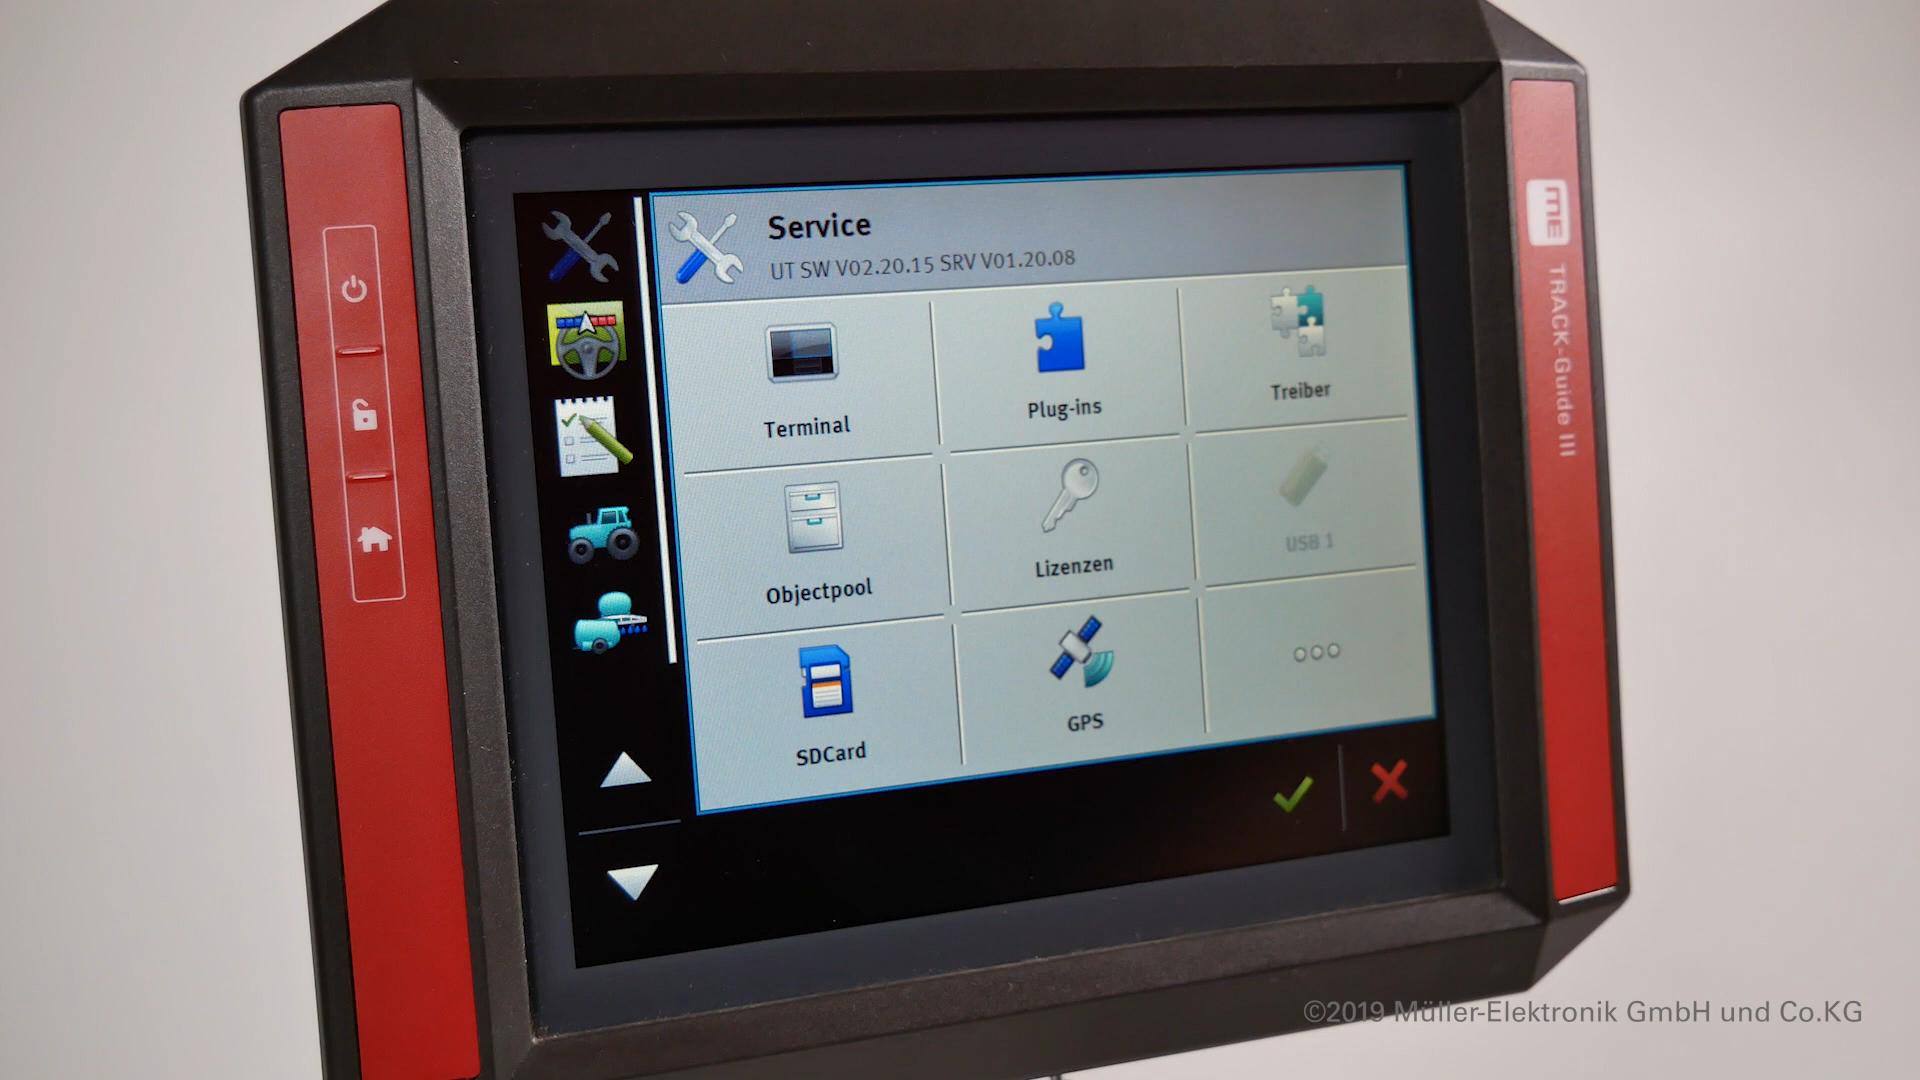 Service
UT SW V02.20.15 SRV V01.20.08
Terminal
Plug-ins
Treiber
Objectpool
Lizenzen
USB 1
SDCard
GPS
ME
TRACK-Guide III
©2019 Müller-Elektronik GmbH und Co.KG